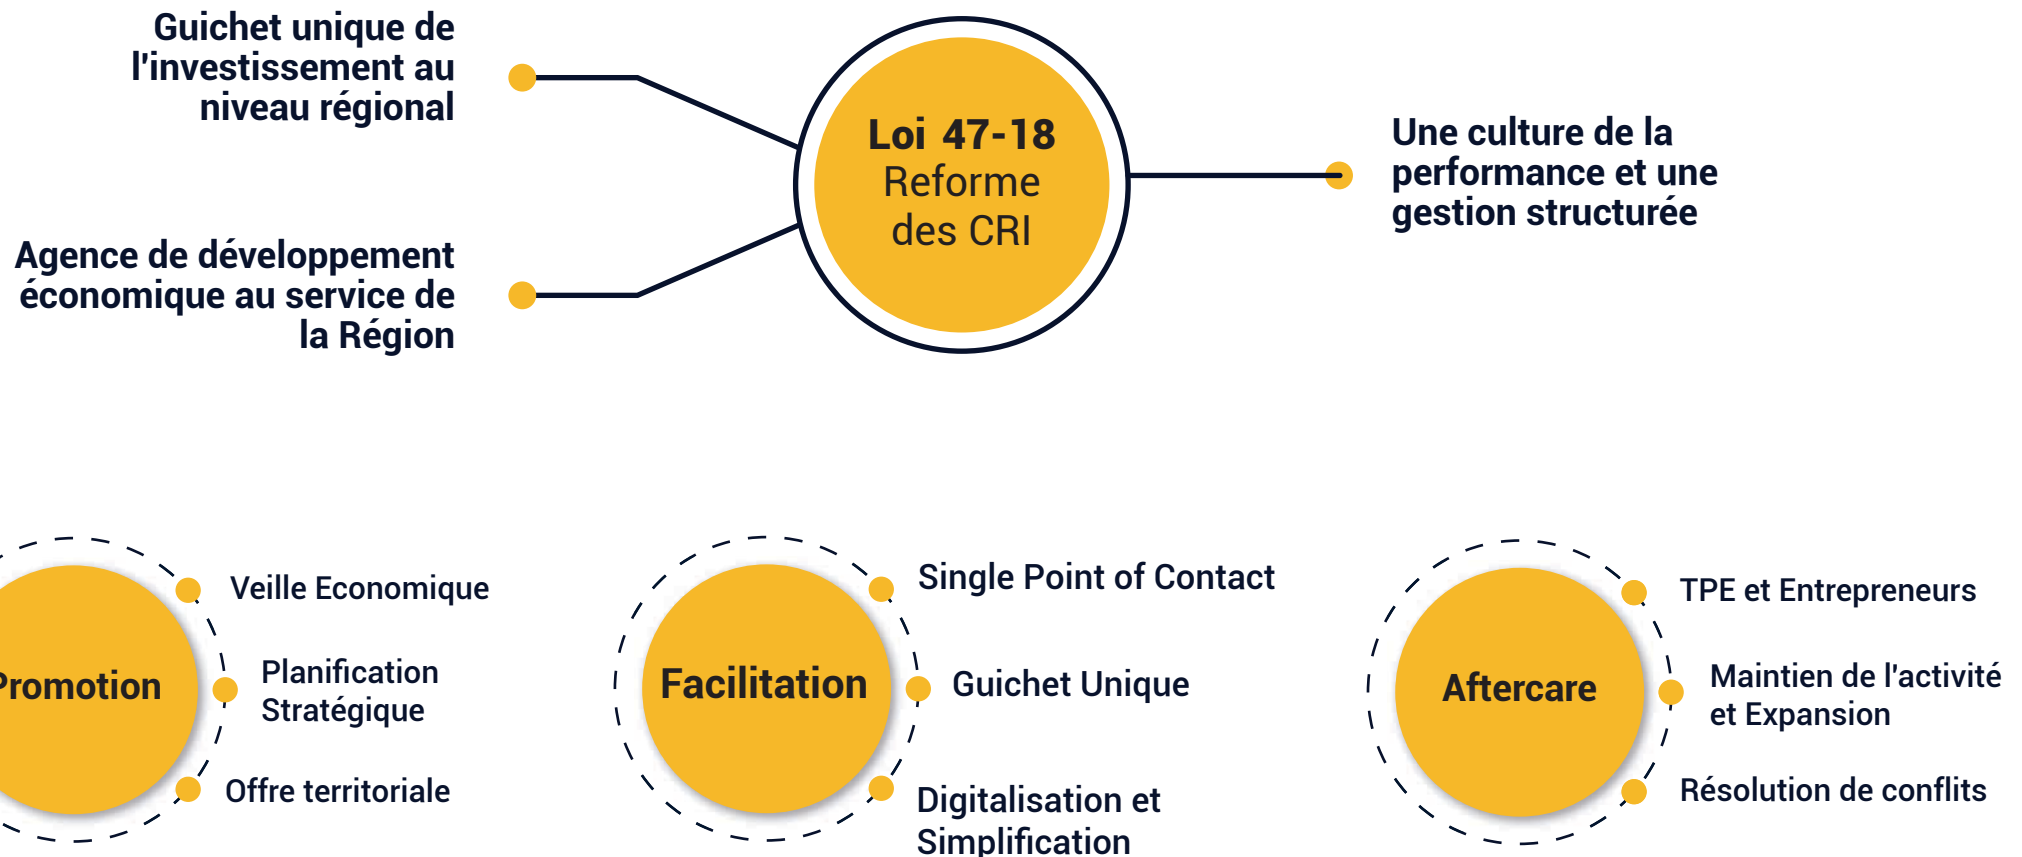 Guichet unique de
l'investissement au
niveau régional
Agence de développement
économique au service de
la Région
Loi 47-18
Reforme
des CRI
Une culture de la
performance et une
gestion structurée
Promotion
Veille Economique
Planification
Stratégique
Offre territoriale
Facilitation
Single Point of Contact
Guichet Unique
Digitalisation et
Simplification
Aftercare
TPE et Entrepreneurs
Maintien de l'activité
et Expansion
Résolution de conflits